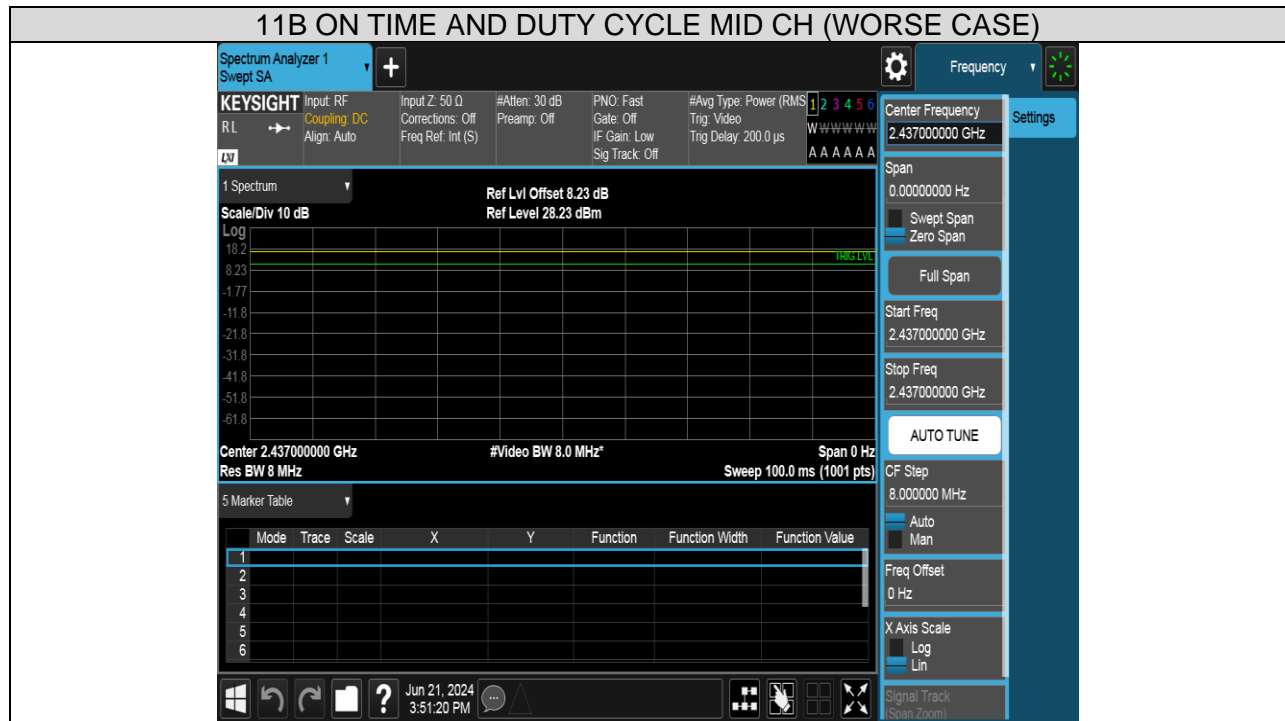 11B ON TIME AND DUTY CYCLE MID CH (WORSE CASE)
Spectrum Analyzer 1
Swept SA
+
Frequency
KEYSIGHT
RL
LXI
Input: RF
Coupling: DC
Align: Auto
Input Z: 50 Ω
Corrections: Off
Freq Ref: Int (S)
#Atten: 30 dB
Preamp: Off
PNO: Fast
Gate: Off
IF Gain: Low
Sig Track: Off
#Avg Type: Power (RMS
Trig: Video
Trig Delay: 200.0 µs
1 2 3 4 5 6
W W W W W W
A A A A A A
1 Spectrum
Scale/Div 10 dB
Ref Lvl Offset 8.23 dB
Ref Level 28.23 dBm
Log
18.2
8.23
-1.77
-11.8
-21.8
-31.8
-41.8
-51.8
-61.8
TRIG LVL
Center 2.437000000 GHz
#Video BW 8.0 MHz*
Span 0 Hz
Res BW 8 MHz
Sweep 100.0 ms (1001 pts)
5 Marker Table
Mode Trace Scale X Y Function Function Width Function Value
1
2
3
4
5
6
?
Jun 21, 2024
3:51:20 PM
Center Frequency
2.437000000 GHz
Settings
Span
0.00000000 Hz
Swept Span
Zero Span
Full Span
Start Freq
2.437000000 GHz
Stop Freq
2.437000000 GHz
AUTO TUNE
CF Step
8.000000 MHz
Auto
Man
Freq Offset
0 Hz
X Axis Scale
Log
Lin
Signal Track
(Span Zoom)